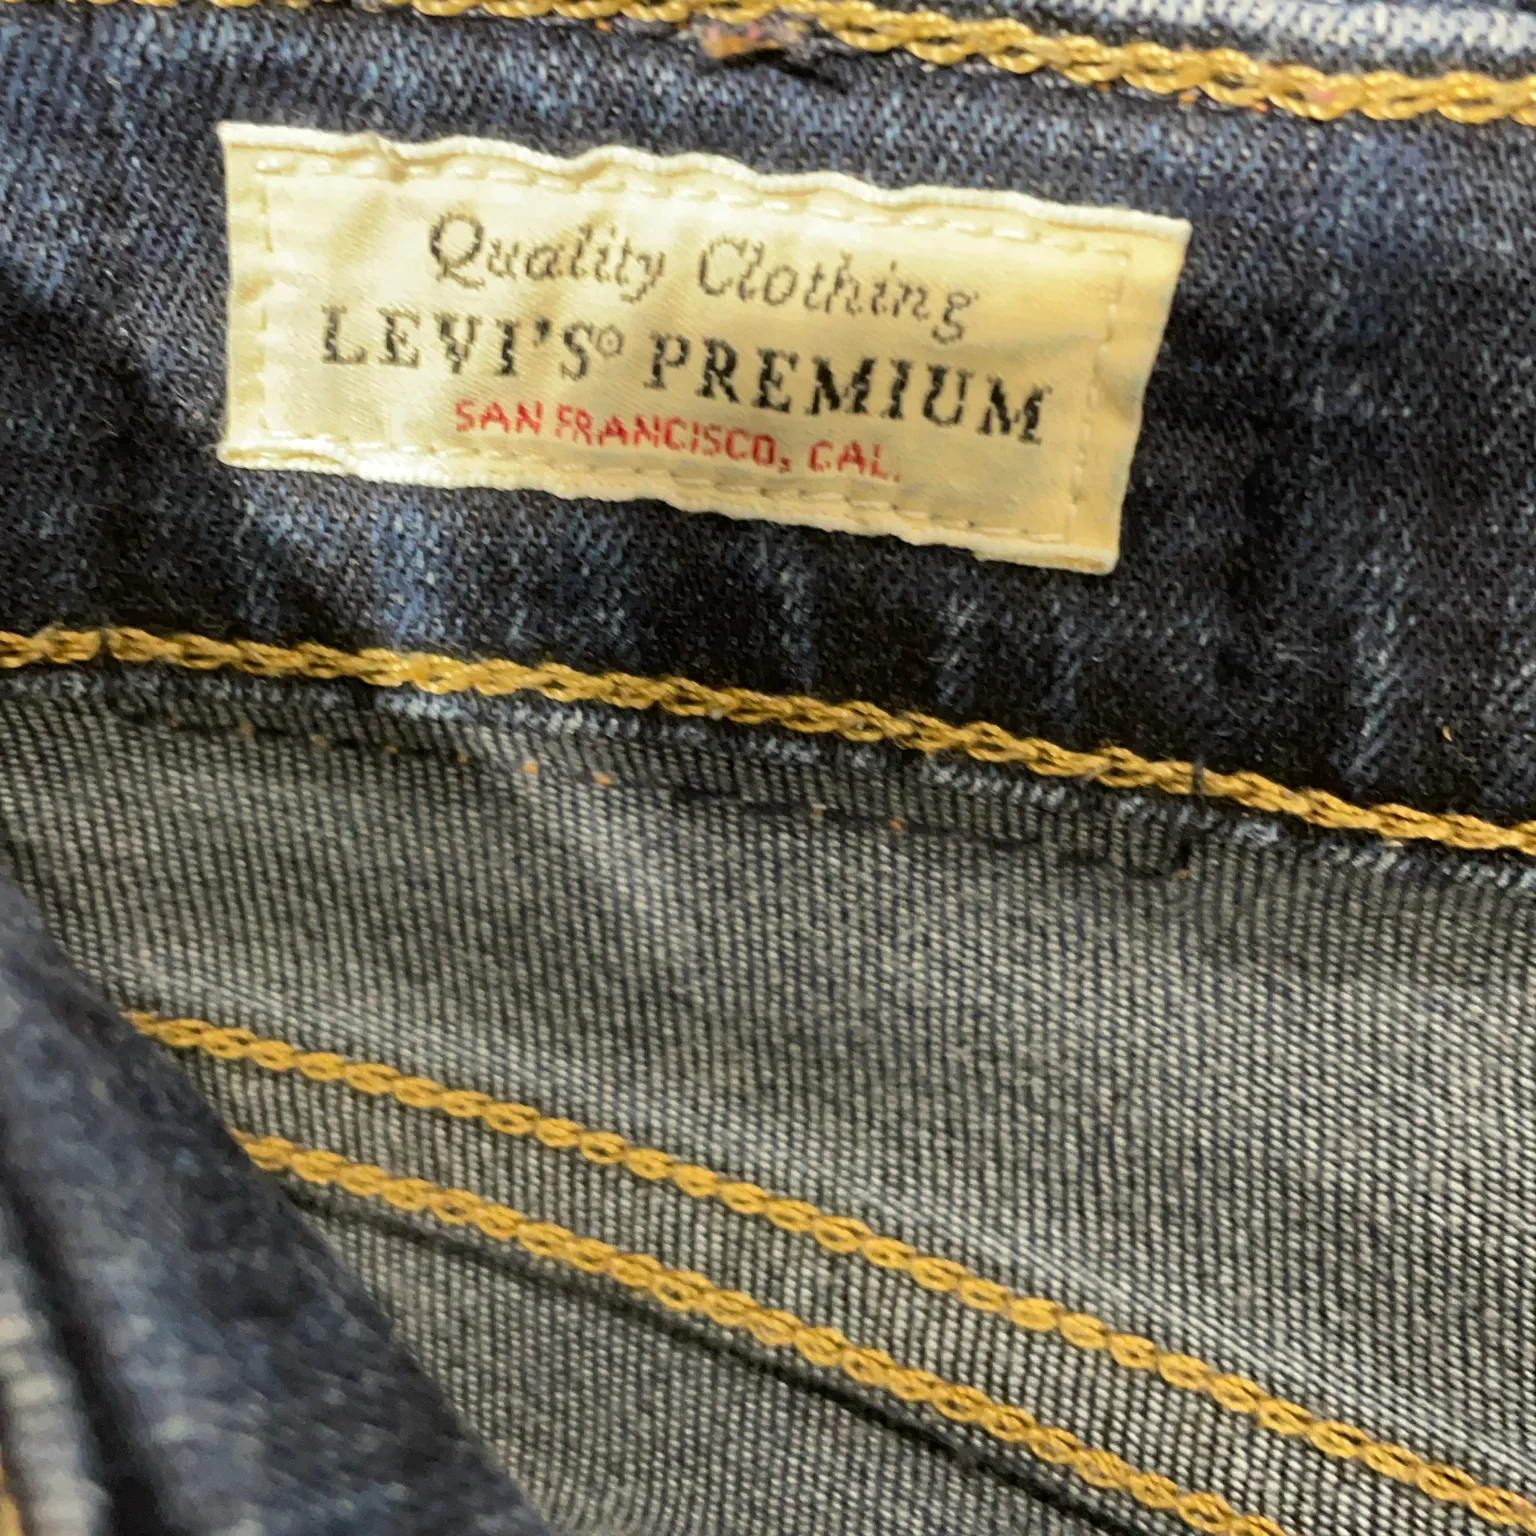 Quality Clothing
LEVI'S® PREMIUM
SAN FRANCISCO, CAL.